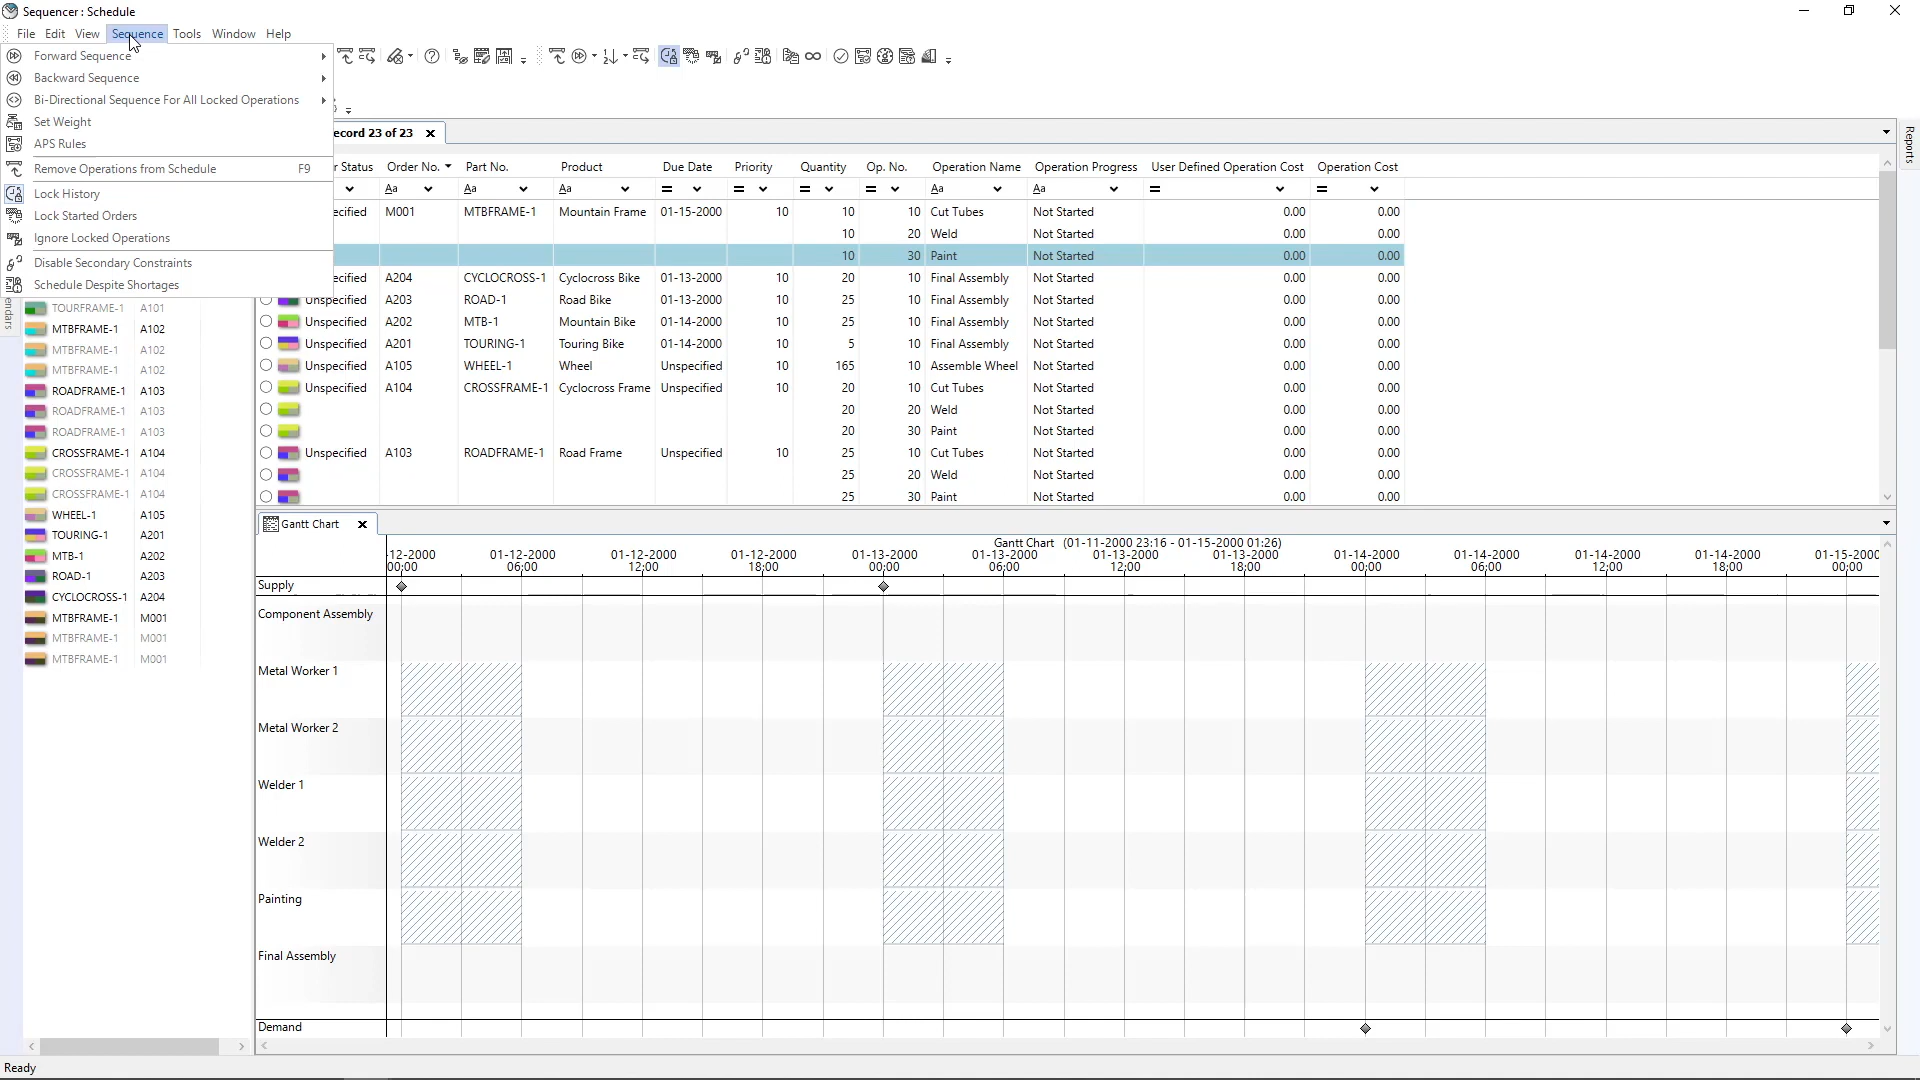 Sequencer : Schedule
File Edit View Sequence Tools Window Help
Forward Sequence
Backward Sequence
Bi-Directional Sequence For All Locked Operations
Set Weight
APS Rules
Remove Operations from Schedule F9
Lock History
Lock Started Orders
Ignore Locked Operations
Disable Secondary Constraints
Schedule Despite Shortages
ecord 23 of 23
Reports
r Status Order No. Part No. Product Due Date Priority Quantity Op. No. Operation Name Operation Progress User Defined Operation Cost Operation Cost
Aa Aa Aa = = = = Aa Aa = =
ecified M001 MTBFRAME-1 Mountain Frame 01-15-2000 10 10 10 Cut Tubes Not Started 0.00 0.00
10 20 Weld Not Started 0.00 0.00
10 30 Paint Not Started 0.00 0.00
ecified A204 CYCLOCROSS-1 Cyclocross Bike 01-13-2000 10 20 10 Final Assembly Not Started 0.00 0.00
Unspecified A203 ROAD-1 Road Bike 01-13-2000 10 25 10 Final Assembly Not Started 0.00 0.00
Unspecified A202 MTB-1 Mountain Bike 01-14-2000 10 25 10 Final Assembly Not Started 0.00 0.00
Unspecified A201 TOURING-1 Touring Bike 01-14-2000 10 5 10 Final Assembly Not Started 0.00 0.00
Unspecified A105 WHEEL-1 Wheel Unspecified 10 165 10 Assemble Wheel Not Started 0.00 0.00
Unspecified A104 CROSSFRAME-1 Cyclocross Frame Unspecified 10 20 10 Cut Tubes Not Started 0.00 0.00
20 20 Weld Not Started 0.00 0.00
20 30 Paint Not Started 0.00 0.00
Unspecified A103 ROADFRAME-1 Road Frame Unspecified 10 25 10 Cut Tubes Not Started 0.00 0.00
25 20 Weld Not Started 0.00 0.00
25 30 Paint Not Started 0.00 0.00
endars
TOURFRAME-1 A101
MTBFRAME-1 A102
MTBFRAME-1 A102
MTBFRAME-1 A102
ROADFRAME-1 A103
ROADFRAME-1 A103
ROADFRAME-1 A103
CROSSFRAME-1 A104
CROSSFRAME-1 A104
CROSSFRAME-1 A104
WHEEL-1 A105
TOURING-1 A201
MTB-1 A202
ROAD-1 A203
CYCLOCROSS-1 A204
MTBFRAME-1 M001
MTBFRAME-1 M001
MTBFRAME-1 M001
Gantt Chart
Gantt Chart (01-11-2000 23:16 - 01-15-2000 01:26)
-12-2000 01-12-2000 01-12-2000 01-12-2000 01-13-2000 01-13-2000 01-13-2000 01-13-2000 01-14-2000 01-14-2000 01-14-2000 01-14-2000 01-15-2000
00:00 06:00 12:00 18:00 00:00 06:00 12:00 18:00 00:00 06:00 12:00 18:00 00:00
Supply
Component Assembly
Metal Worker 1
Metal Worker 2
Welder 1
Welder 2
Painting
Final Assembly
Demand
Ready